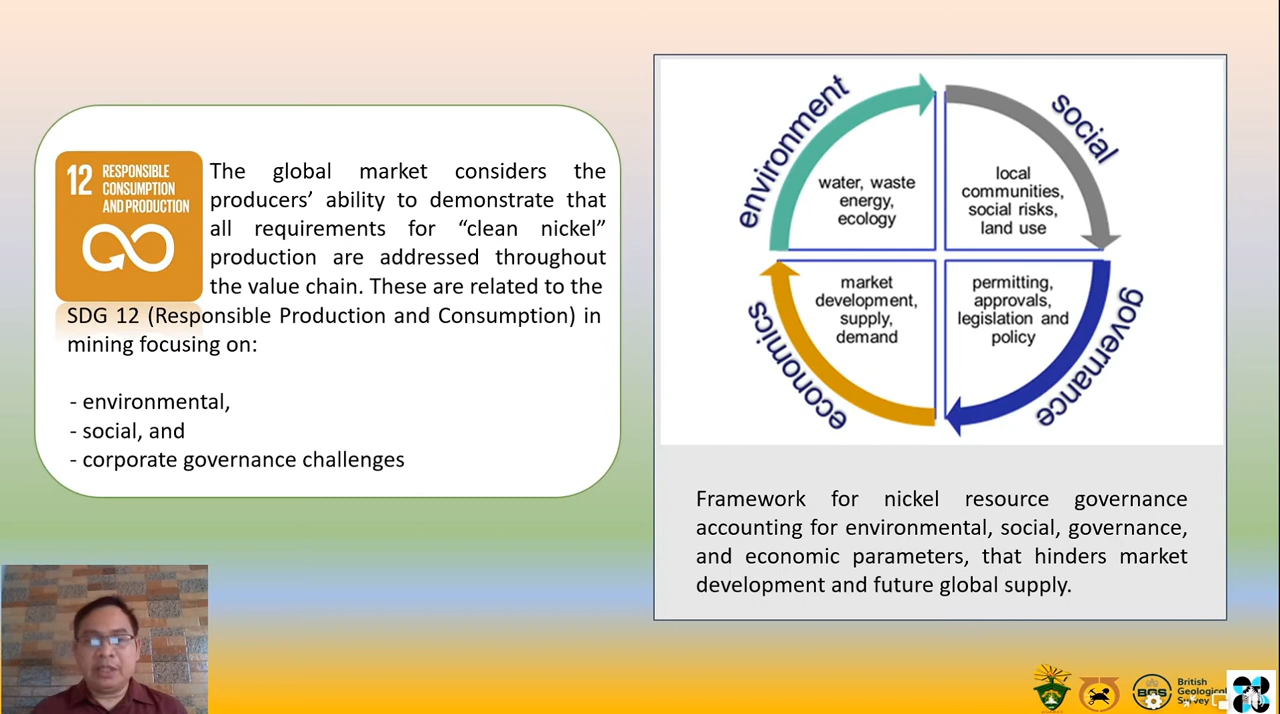 12 RESPONSIBLE
CONSUMPTION
AND PRODUCTION
The global market considers the
producers’ ability to demonstrate that
all requirements for “clean nickel”
production are addressed throughout
the value chain. These are related to the
SDG 12 (Responsible Production and Consumption) in
mining focusing on:
- environmental,
- social, and
- corporate governance challenges
environment
social
water, waste
energy,
ecology
local
communities,
social risks,
land use
market
development,
supply,
demand
permitting,
approvals,
legislation and
policy
economics
governance
Framework for nickel resource governance
accounting for environmental, social, governance,
and economic parameters, that hinders market
development and future global supply.
BGS
British
Geological
Survey